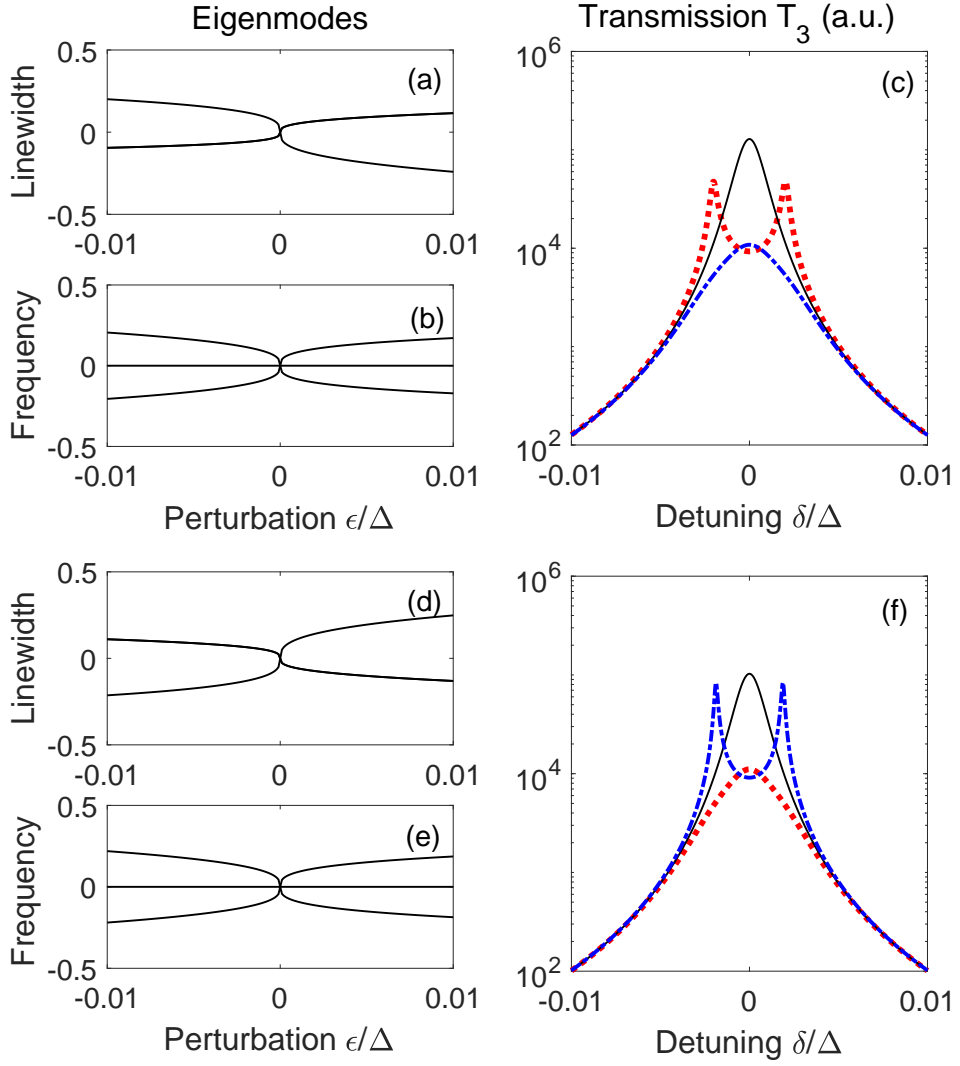 Eigenmodes
Transmission T_3 (a.u.)
0.5
0
-0.5
Linewidth
(a)
-0.01
0
0.01
0.5
0
-0.5
Frequency
(b)
-0.01
0
0.01
Perturbation ϵ/Δ
10^6
10^4
10^2
(c)
-0.01
0
0.01
Detuning δ/Δ
0.5
0
-0.5
Linewidth
(d)
-0.01
0
0.01
0.5
0
-0.5
Frequency
(e)
-0.01
0
0.01
Perturbation ϵ/Δ
10^6
10^4
10^2
(f)
-0.01
0
0.01
Detuning δ/Δ